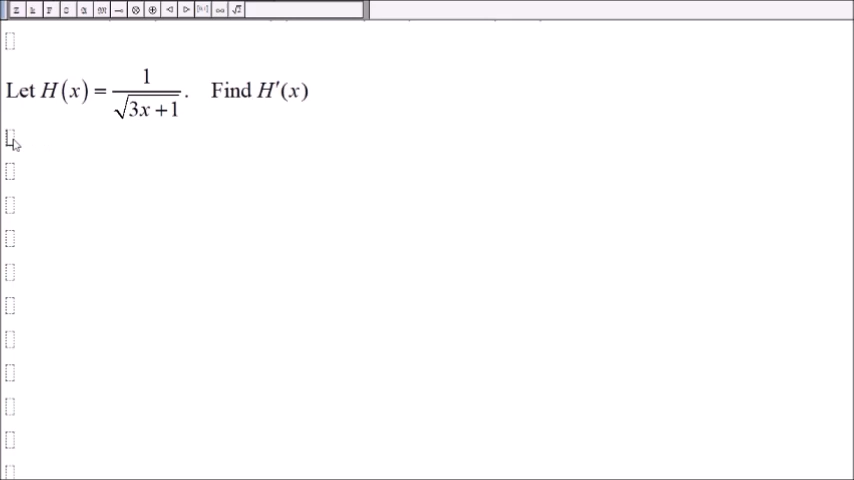 Let H(x) = 1/√(3x+1). Find H′(x)